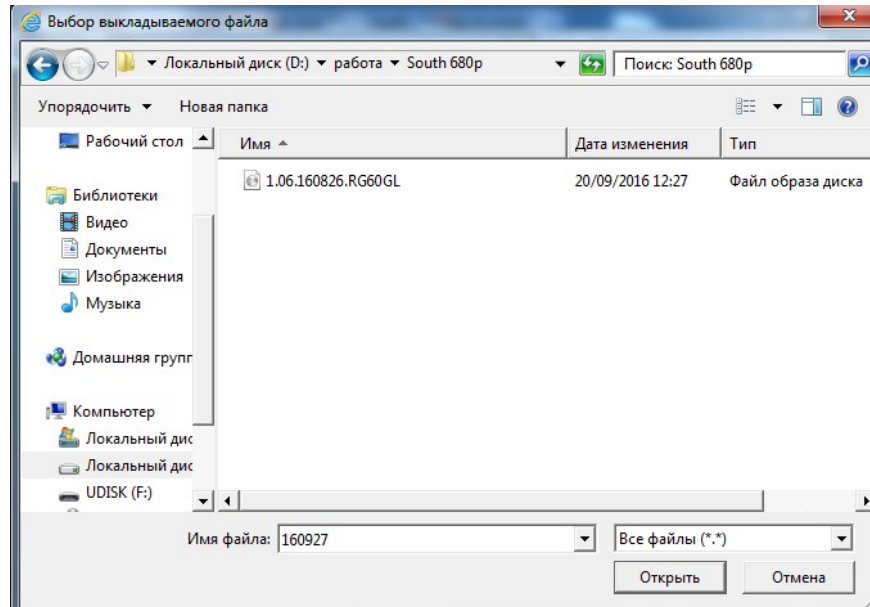 Выбор выкладываемого файла
Локальный диск (D:) работа South 680p Поиск: South 680p
Упорядочить Новая папка
Рабочий стол
Имя Дата изменения Тип
1.06.160826.RG60GL 20/09/2016 12:27 Файл образа диска
Библиотеки
Видео
Документы
Изображения
Музыка
Домашняя групп
Компьютер
Локальный дис
Локальный дис
UDISK (F:)
Имя файла: 160927 Все файлы (*.*)
Открыть Отмена